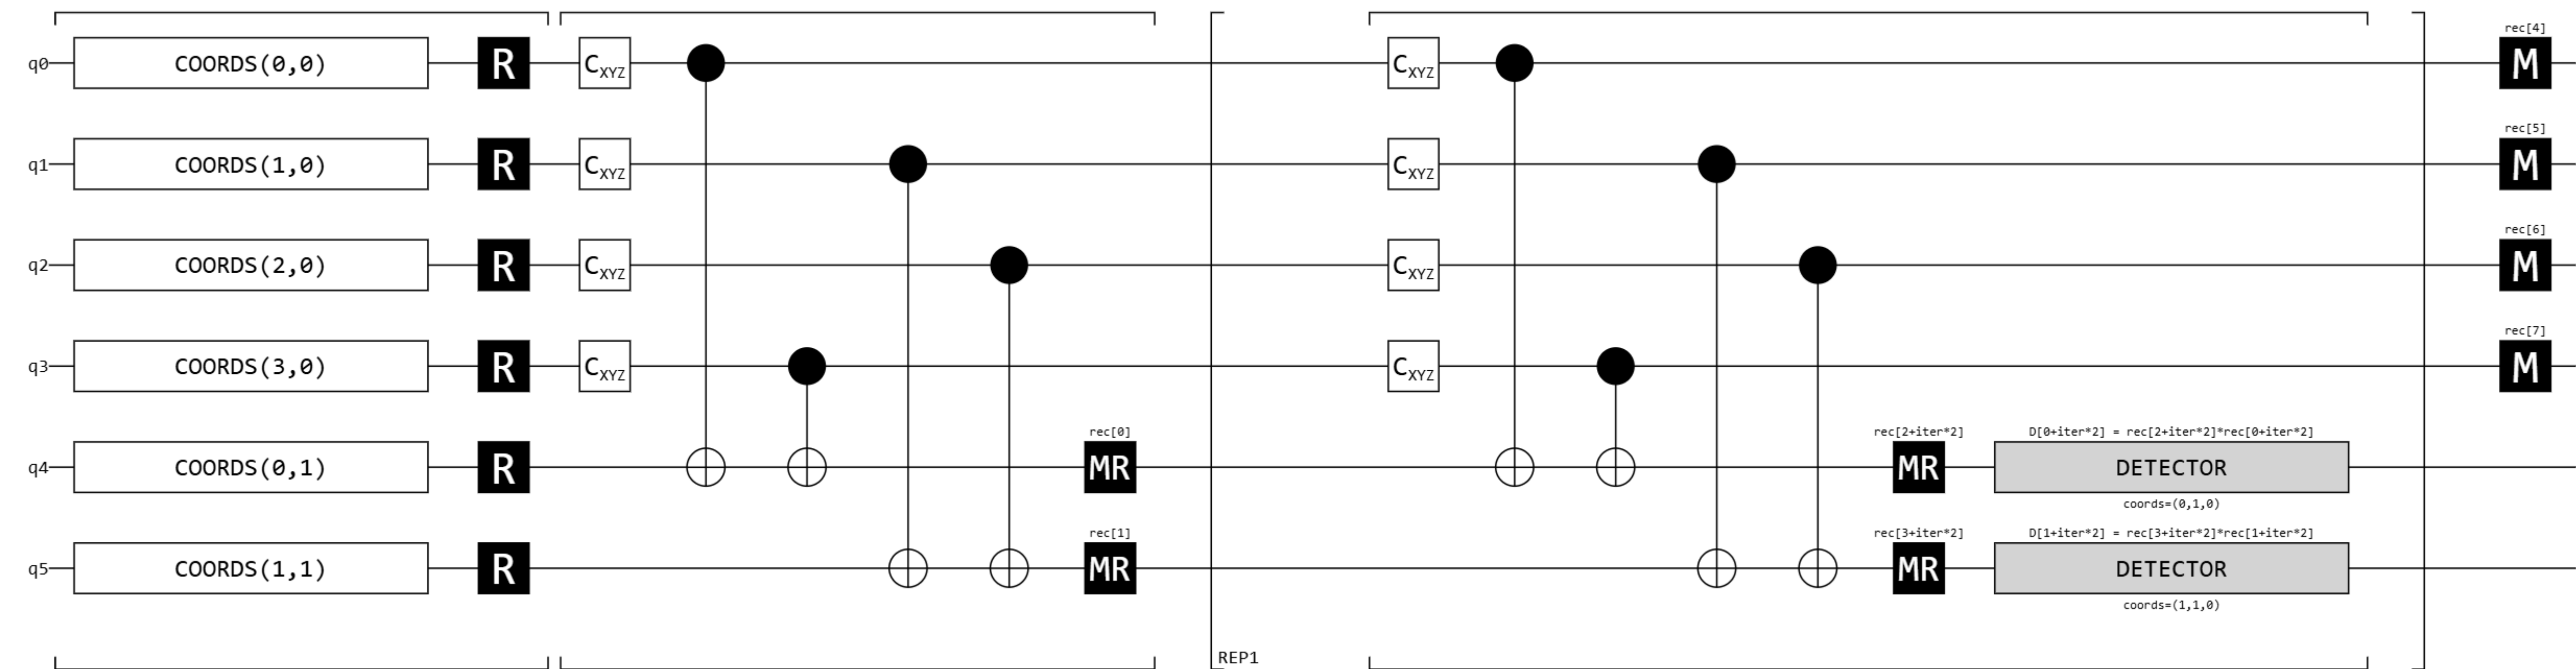 rec[4]
q0 COORDS(0,0) R CXYZ CXYZ M
rec[5]
q1 COORDS(1,0) R CXYZ CXYZ M
rec[6]
q2 COORDS(2,0) R CXYZ CXYZ M
rec[7]
q3 COORDS(3,0) R CXYZ CXYZ M
rec[0] rec[2+iter*2] D[0+iter*2] = rec[2+iter*2]*rec[0+iter*2]
q4 COORDS(0,1) R MR MR DETECTOR
coords=(0,1,0)
rec[1] rec[3+iter*2] D[1+iter*2] = rec[3+iter*2]*rec[1+iter*2]
q5 COORDS(1,1) R MR MR DETECTOR
coords=(1,1,0)
REP1